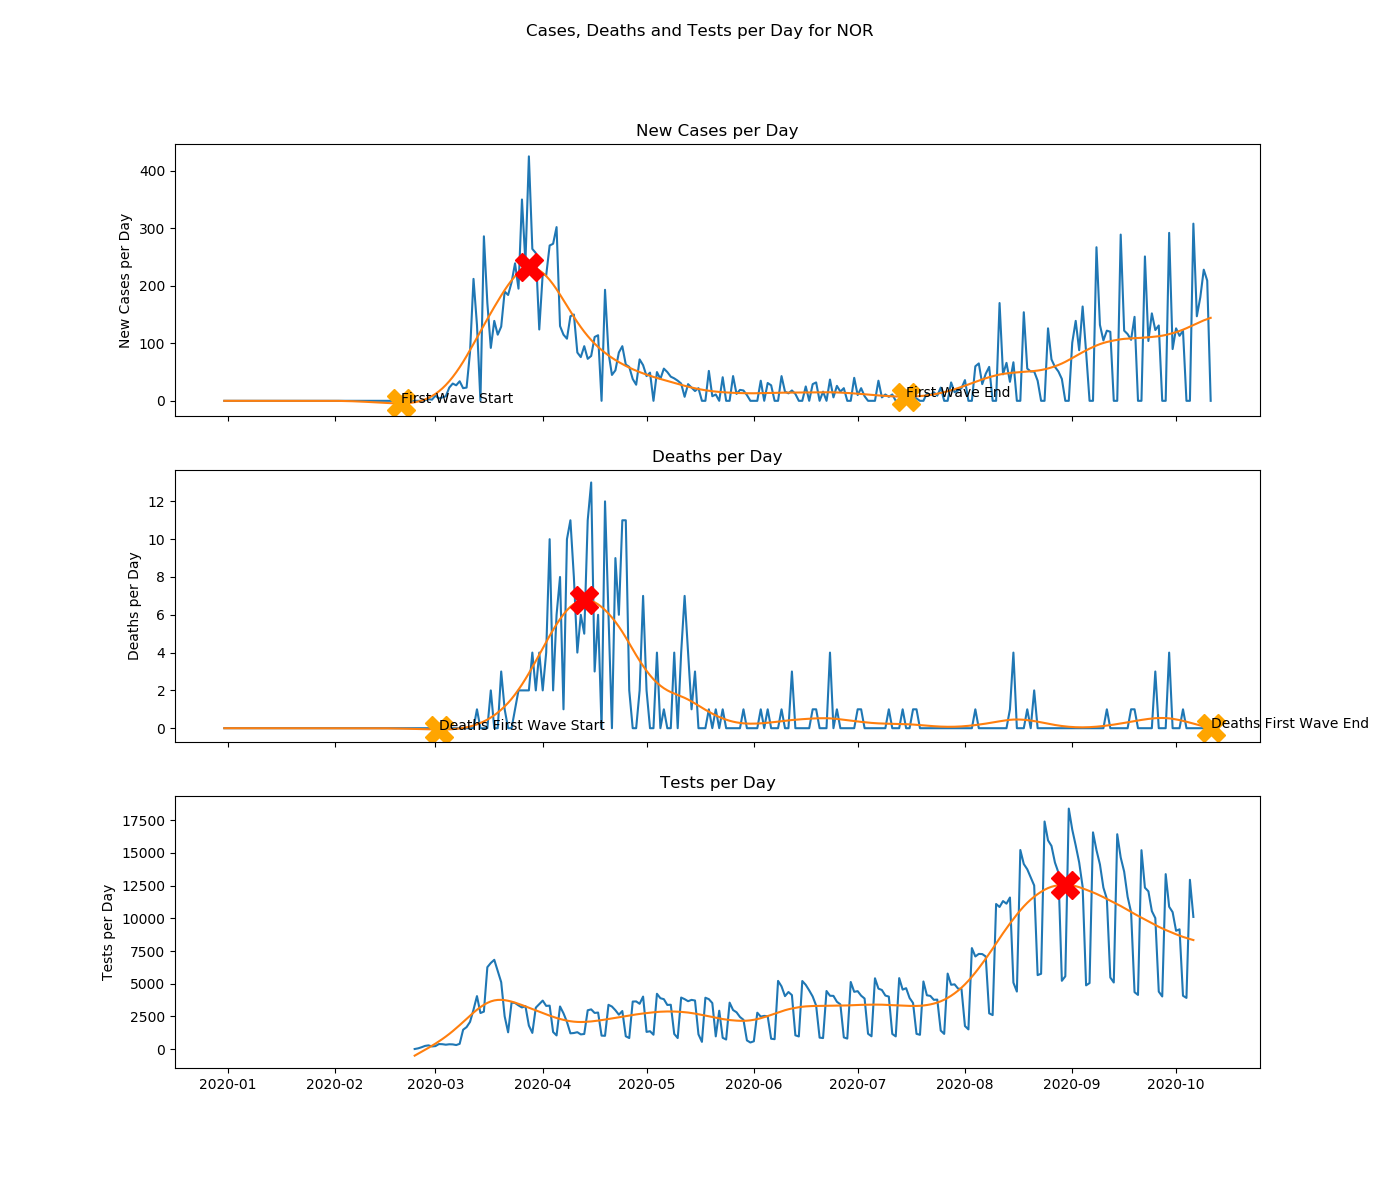 Cases, Deaths and Tests per Day for NOR
New Cases per Day
New Cases per Day
400
300
200
100
0
First Wave Start
First Wave End
Deaths per Day
Deaths per Day
12
10
8
6
4
2
0
Deaths First Wave Start
Deaths First Wave End
Tests per Day
Tests per Day
17500
15000
12500
10000
7500
5000
2500
0
2020-01 2020-02 2020-03 2020-04 2020-05 2020-06 2020-07 2020-08 2020-09 2020-10